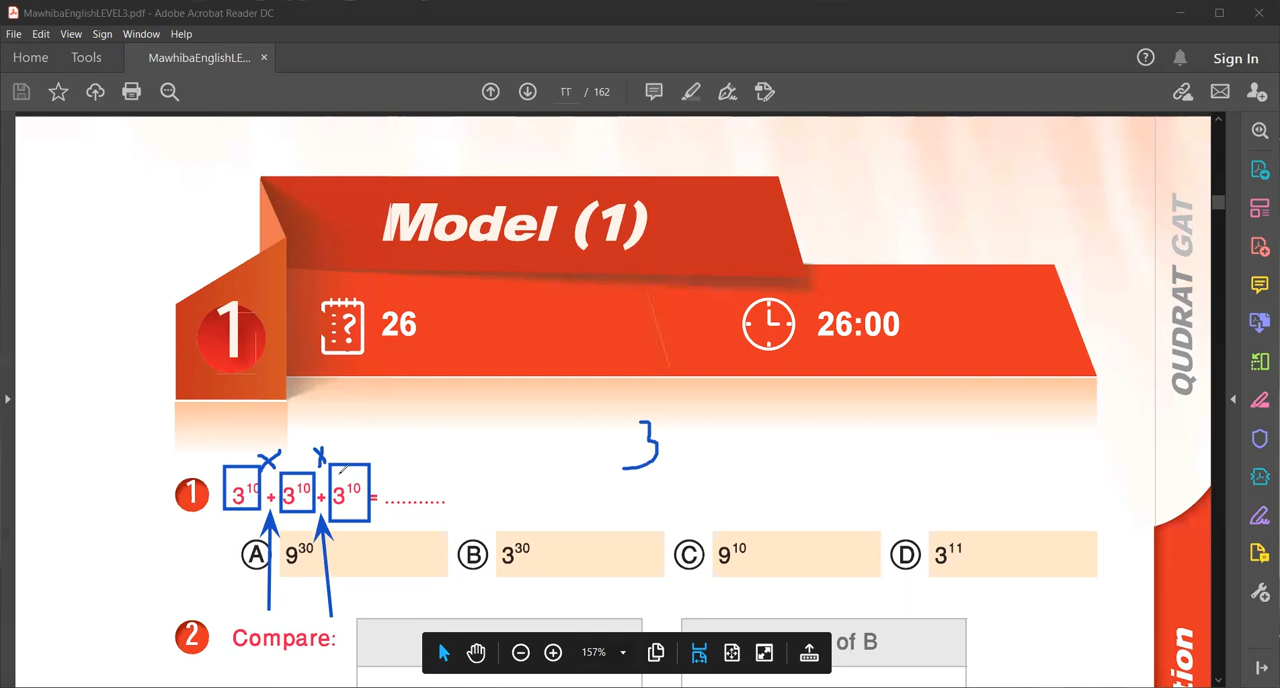 MawhibaEnglishLEVEL3.pdf - Adobe Acrobat Reader DC
File Edit View Sign Window Help
Home Tools MawhibaEnglishLE... × Sign In
٢٢ / 162
Model (1)
1 26 26:00
QUDRAT GAT
3
x x
1 3¹⁰ + 3¹⁰ + 3¹⁰ = ...........
A 9³⁰ B 3³⁰ C 9¹⁰ D 3¹¹
2 Compare: of B
157%